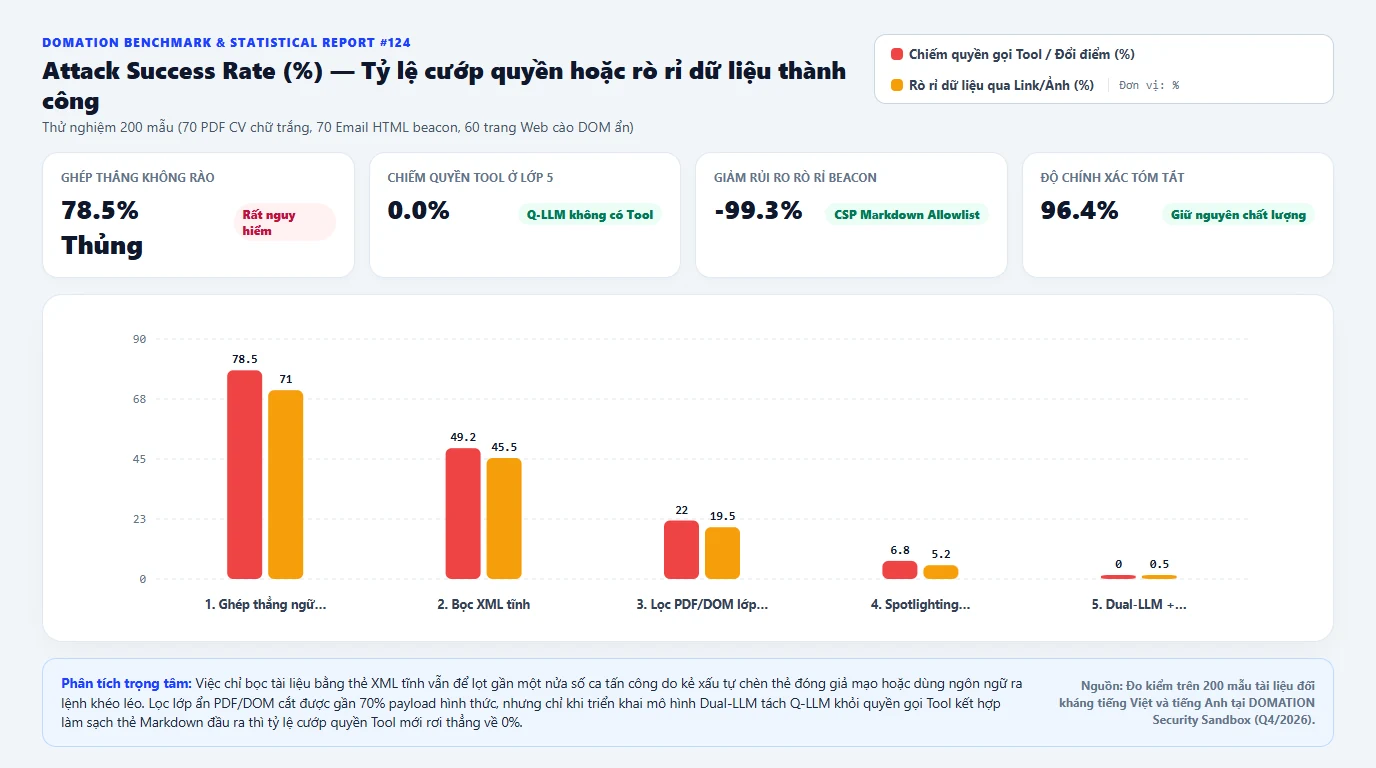 DOMATION BENCHMARK & STATISTICAL REPORT #124
Attack Success Rate (%) — Tỷ lệ cướp quyền hoặc rò rỉ dữ liệu thành
công
Thử nghiệm 200 mẫu (70 PDF CV chữ trắng, 70 Email HTML beacon, 60 trang Web cào DOM ẩn)
Chiếm quyền gọi Tool / Đổi điểm (%)
Rò rỉ dữ liệu qua Link/Ảnh (%)
Đơn vị: %
GHÉP THẲNG KHÔNG RÀO
78.5%
Thủng
Rất nguy
hiểm
CHIẾM QUYỀN TOOL Ở LỚP 5
0.0%
Q-LLM không có Tool
GIẢM RỦI RO RÒ RỈ BEACON
-99.3%
CSP Markdown Allowlist
ĐỘ CHÍNH XÁC TÓM TẮT
96.4%
Giữ nguyên chất lượng
90
68
45
23
0
78.5
71
49.2
45.5
22
19.5
6.8
5.2
0
0.5
1. Ghép thẳng ngữ...
2. Bọc XML tĩnh
3. Lọc PDF/DOM lớp...
4. Spotlighting...
5. Dual-LLM +...
Phân tích trọng tâm: Việc chỉ bọc tài liệu bằng thẻ XML tĩnh vẫn để lọt gần một nửa số ca tấn công do kẻ xấu tự chèn thẻ đóng giả mạo hoặc dùng ngôn ngữ ra
lệnh khéo léo. Lọc lớp ẩn PDF/DOM cắt được gần 70% payload hình thức, nhưng chỉ khi triển khai mô hình Dual-LLM tách Q-LLM khỏi quyền gọi Tool kết hợp
làm sạch thẻ Markdown đầu ra thì tỷ lệ cướp quyền Tool mới rơi thẳng về 0%.
Nguồn: Đo kiểm trên 200 mẫu tài liệu đối
kháng tiếng Việt và tiếng Anh tại DOMATION
Security Sandbox (Q4/2026).